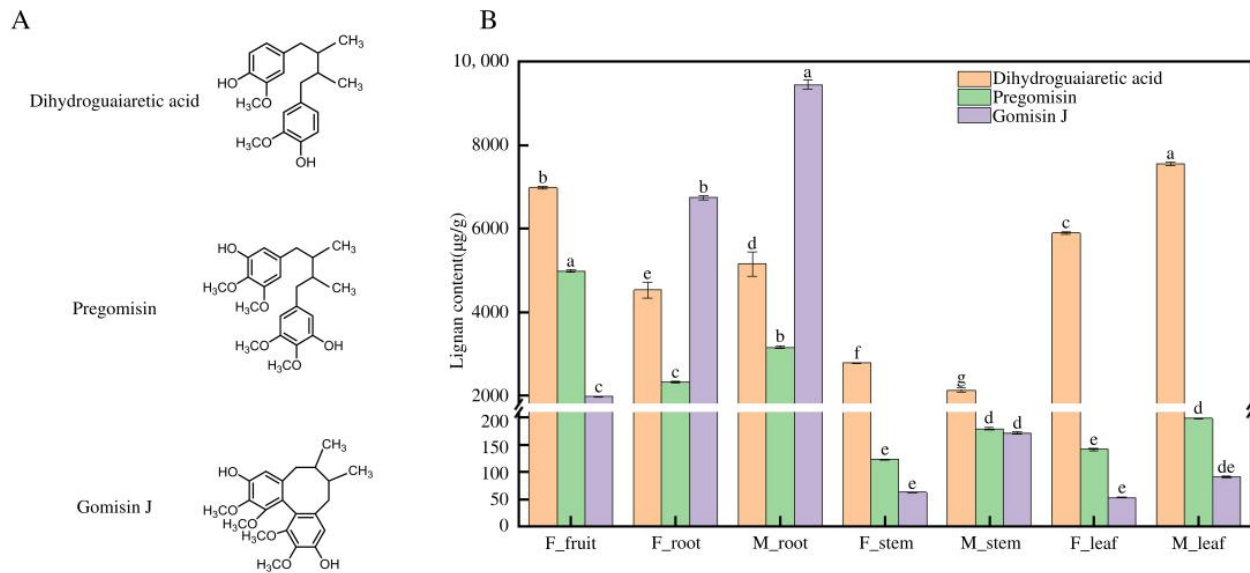 A
Dihydroguaiaretic acid
CH₃
CH₃
HO
H₃CO
H₃CO
OH
Pregomisin
HO
CH₃
CH₃
H₃CO
OCH₃
H₃CO
OH
H₃CO
Gomisin J
CH₃
HO
CH₃
H₃CO
H₃CO
H₃CO
H₃CO
OH
B
Lignan content(μg/g)
10, 000
8000
6000
4000
2000
200
150
100
50
0
Dihydroguaiaretic acid
Pregomisin
Gomisin J
b
a
c
e
c
b
d
b
a
f
e
e
g
d
d
c
e
e
a
d
de
F_fruit
F_root
M_root
F_stem
M_stem
F_leaf
M_leaf